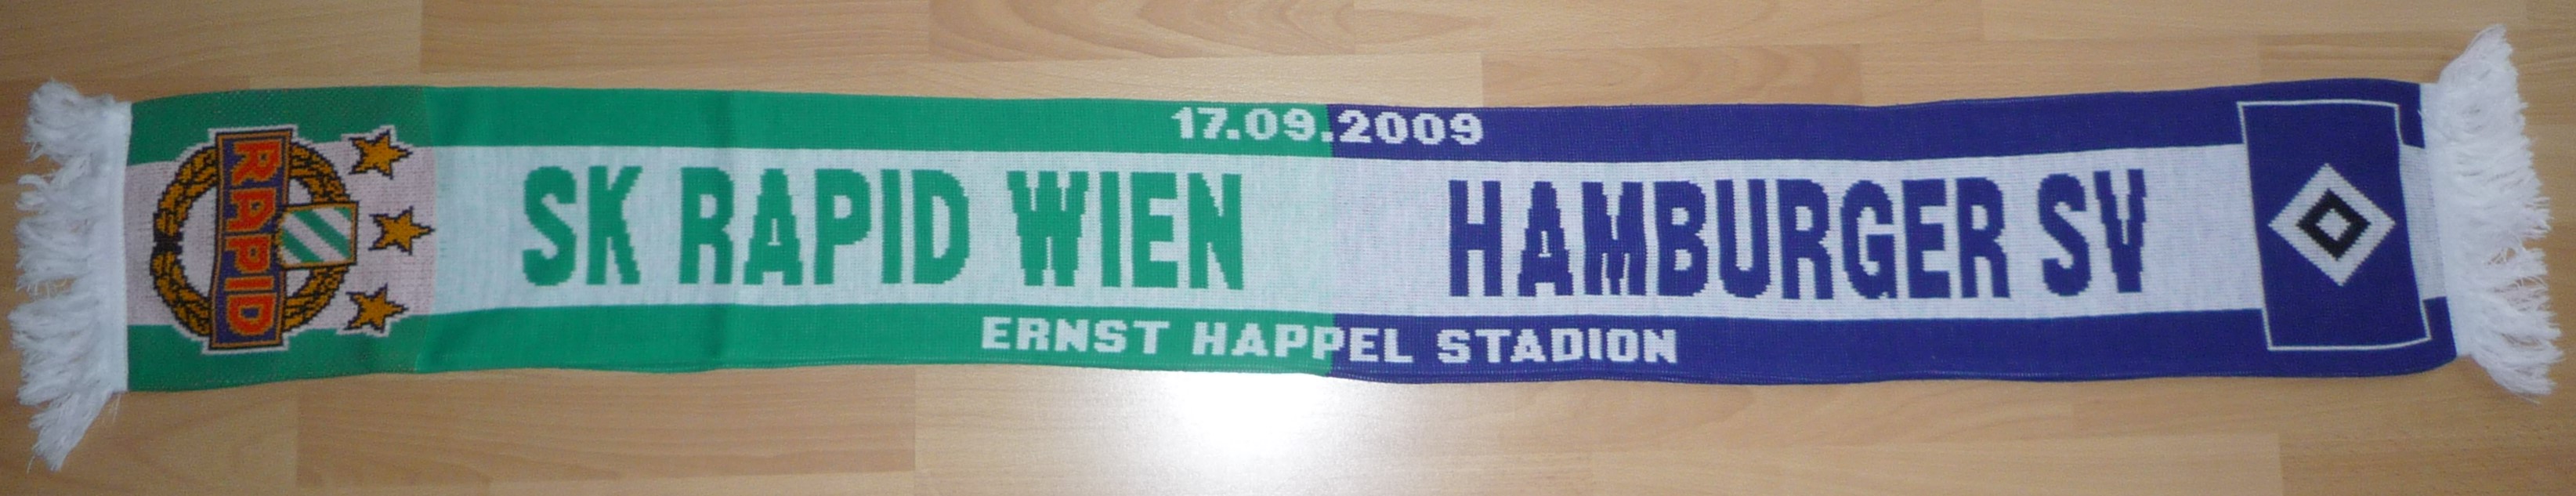 17.09.2009
RAPID
SK RAPID WIEN
HAMBURGER SV
ERNST HAPPEL STADION